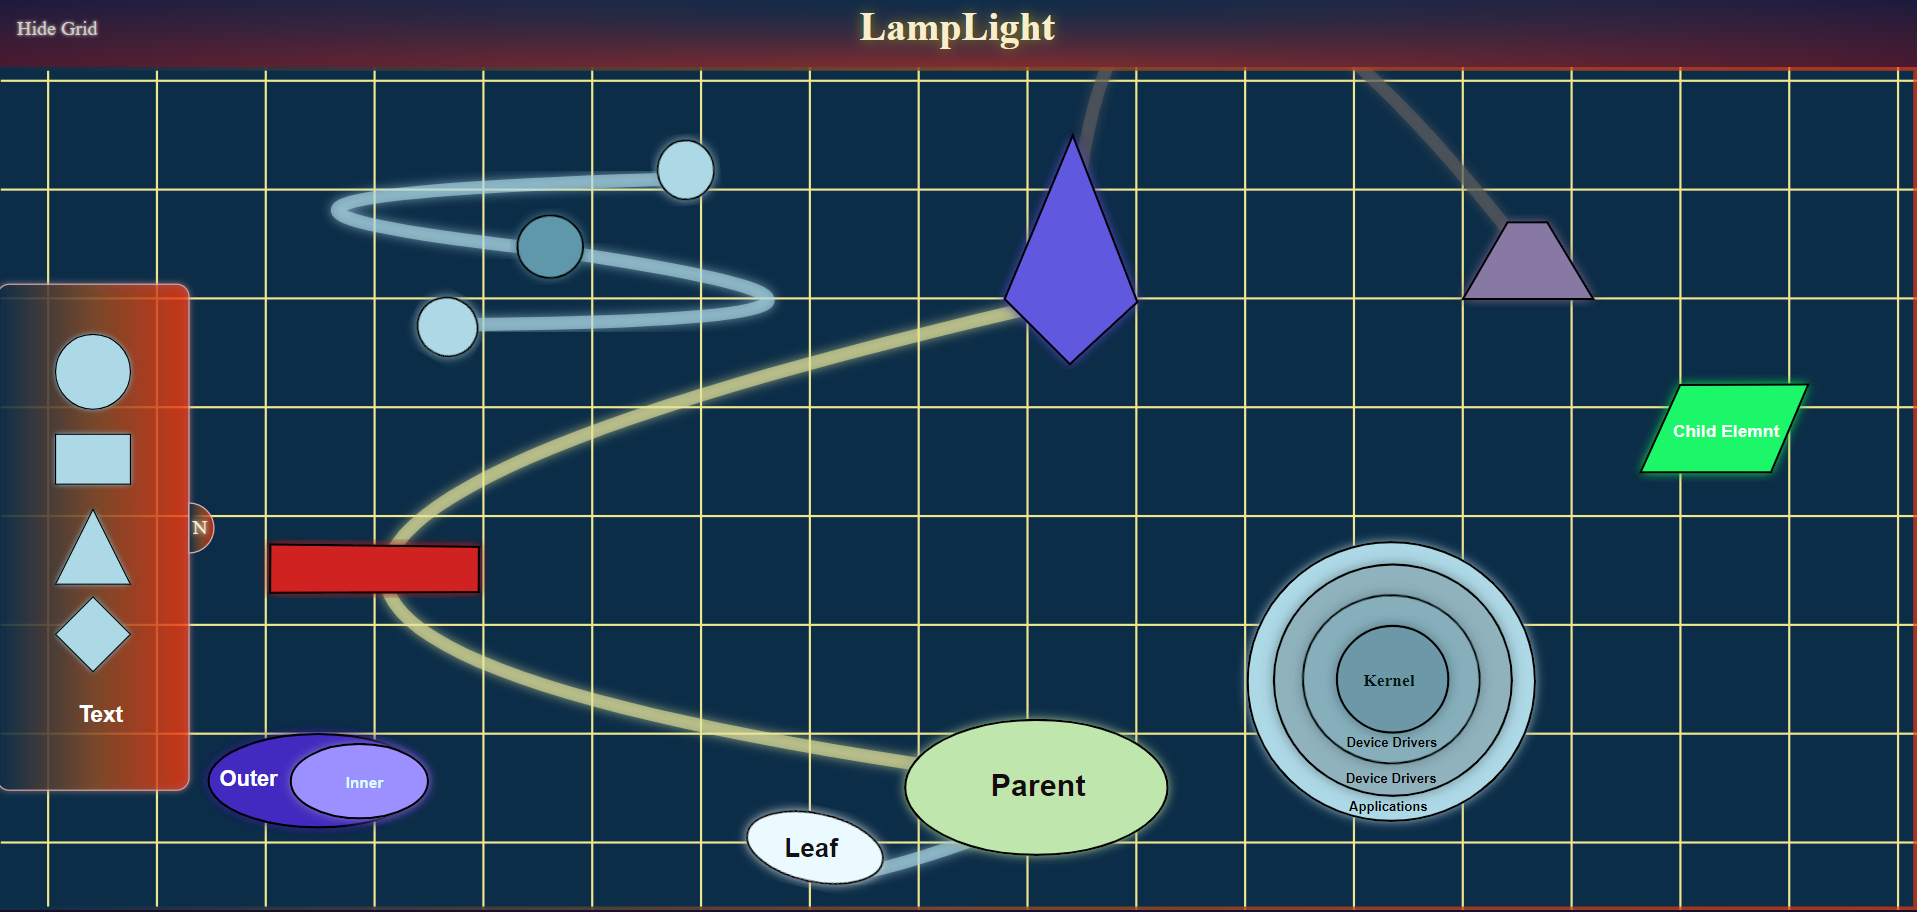 Hide Grid
LampLight
Child Elemnt
N
Text
Outer
Inner
Parent
Leaf
Kernel
Device Drivers
Device Drivers
Applications